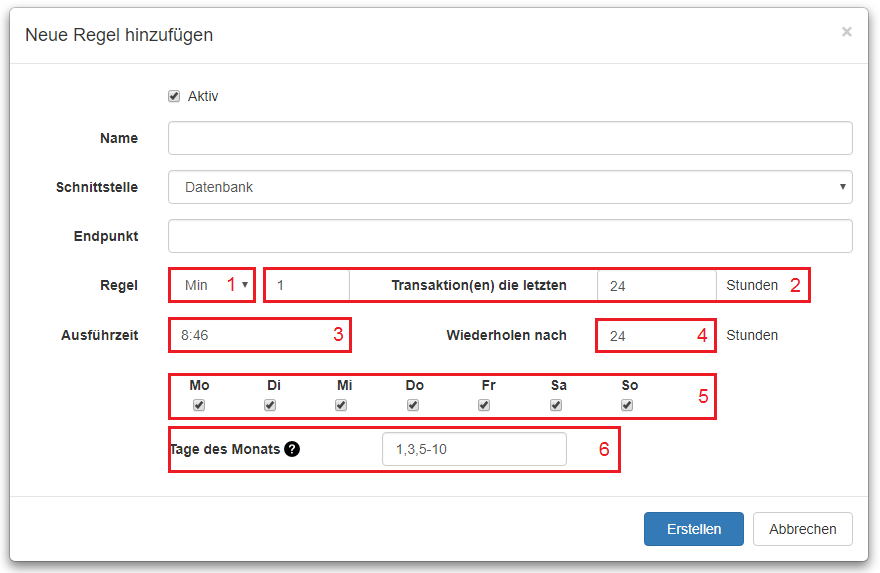 Neue Regel hinzufügen ×
Aktiv
Name
Schnittstelle Datenbank
Endpunkt
Regel Min 1 1 Transaktion(en) die letzten 24 Stunden 2
Ausführzeit 8:46 3 Wiederholen nach 24 4 Stunden
Mo Di Mi Do Fr Sa So 5
Tage des Monats ? 1,3,5-10 6
Erstellen Abbrechen